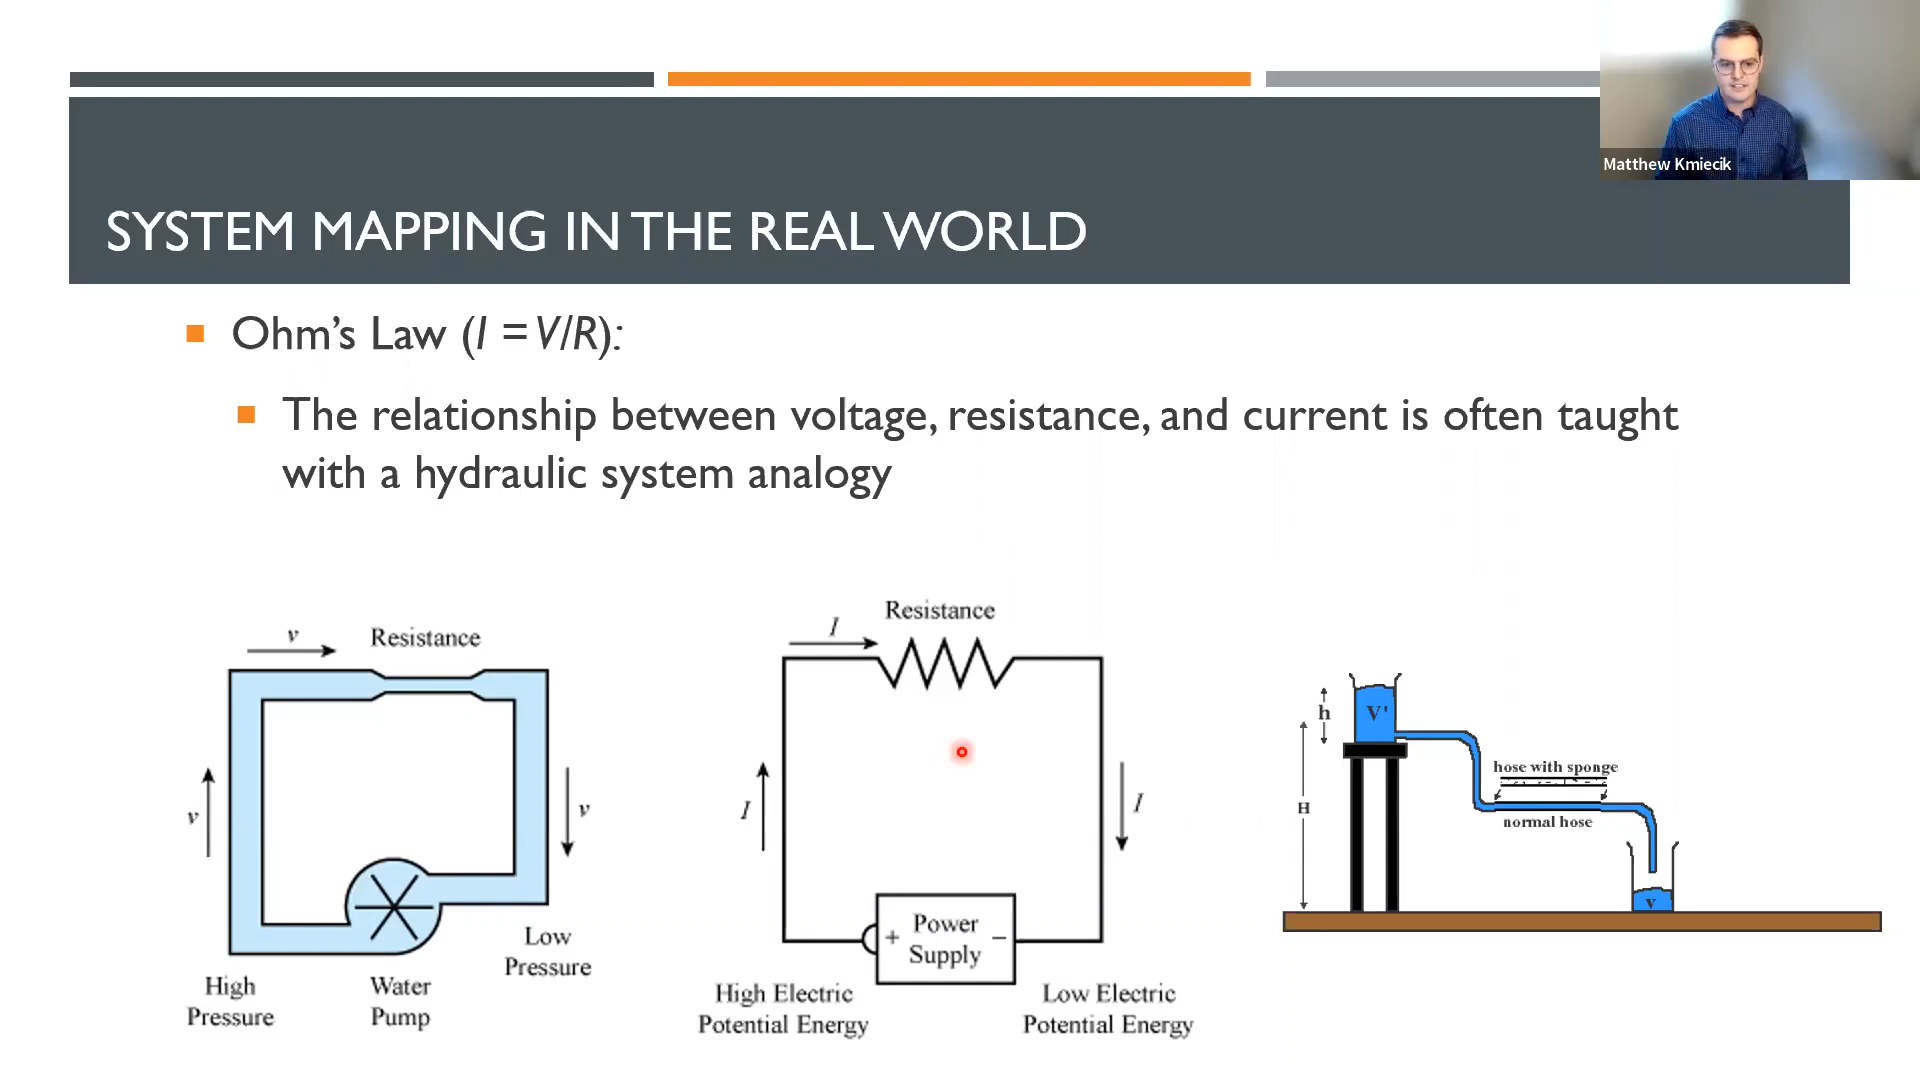 Matthew Kmiecik
SYSTEM MAPPING IN THE REAL WORLD
Ohm's Law (I = V/R):
The relationship between voltage, resistance, and current is often taught
with a hydraulic system analogy
v
Resistance
v
v
High
Pressure
Water
Pump
Low
Pressure
Resistance
I
I
I
+
Power
Supply
–
High Electric
Potential Energy
Low Electric
Potential Energy
h
V'
H
hose with sponge
normal hose
v